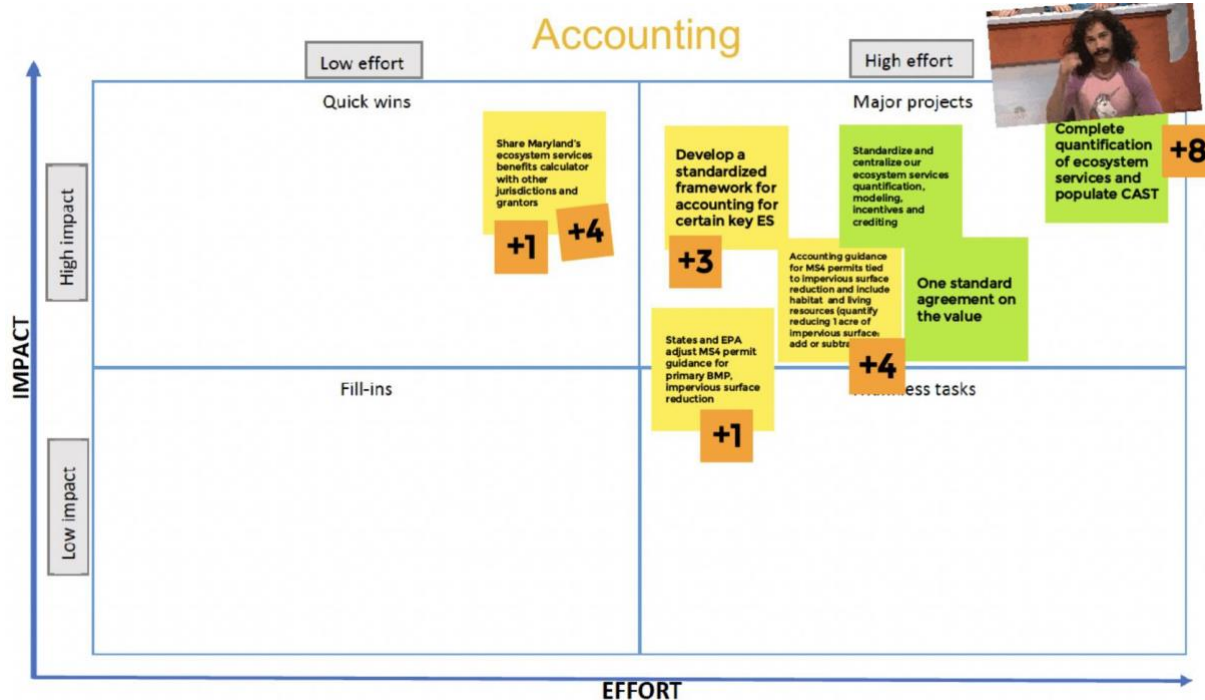 Accounting
Low effort
High effort
Quick wins
Major projects
Share Maryland's
ecosystem services
benefits calculator
with other
jurisdictions and
grantors
+1
+4
Develop a
standardized
framework for
accounting for
certain key ES
+3
Standardize and
centralize our
ecosystem services
quantification,
modeling,
incentives and
crediting
Complete
quantification
of ecosystem
services and
populate CAST
+8
Accounting guidance
for MS4 permits tied
to impervious surface
reduction and include
habitat and living
resources (quantify
reducing 1 acre of
impervious surface:
add or subtra
+4
One standard
agreement on
the value
States and EPA
adjust MS4 permit
guidance for
primary BMP,
impervious surface
reduction
+1
Fill-ins
tasks
High impact
Low impact
IMPACT
EFFORT